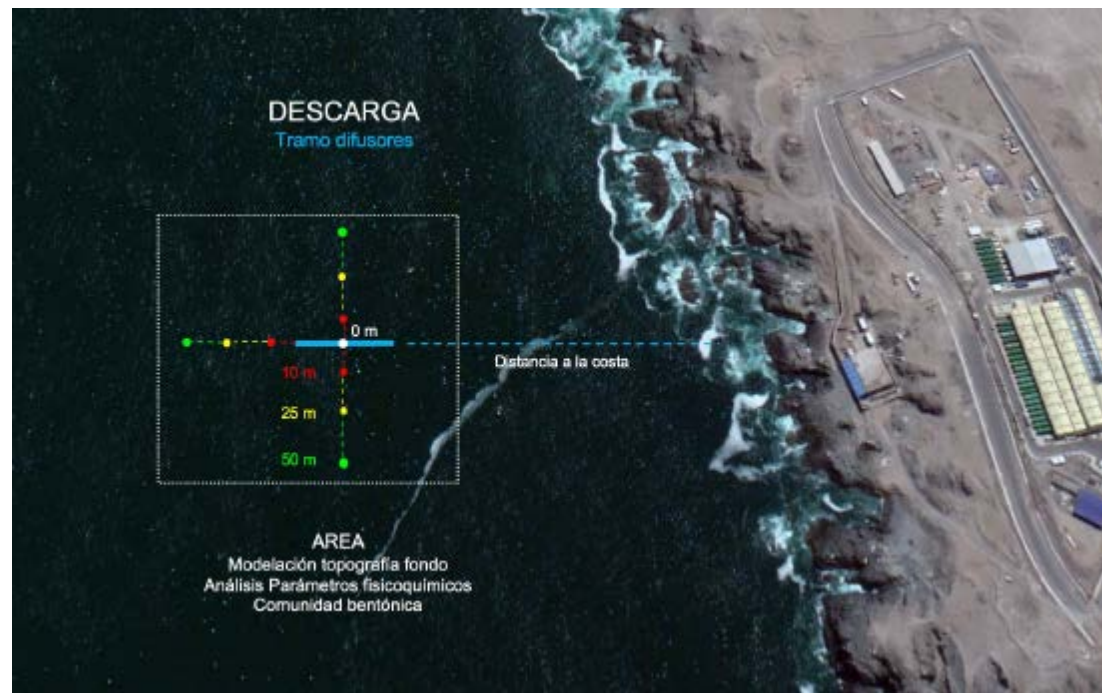 DESCARGA
Tramo difusores
0 m
Distancia a la costa
10 m
25 m
50 m
AREA
Modelación topografía fondo
Análisis Parámetros fisicoquímicos
Comunidad bentónica